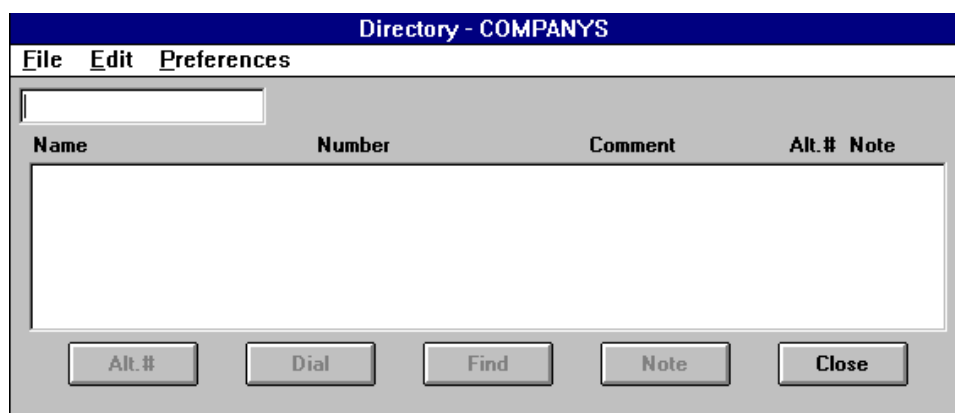 Directory - COMPANYS
File Edit Preferences
Name Number Comment Alt.# Note
Alt.# Dial Find Note Close